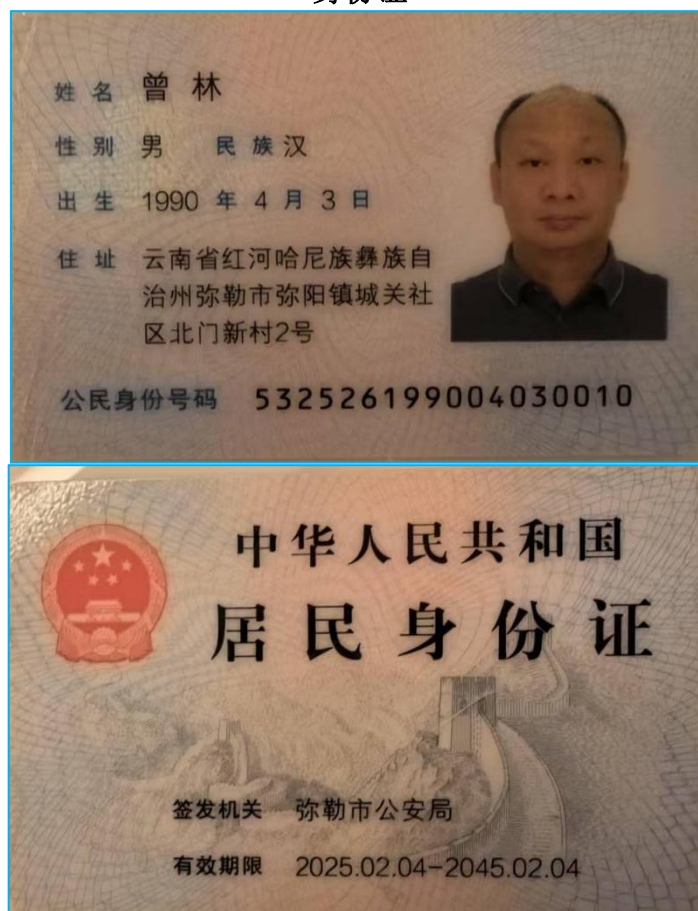 姓名 曾林
性别 男 民族 汉
出生 1990 年 4 月 3 日
住址 云南省红河哈尼族彝族自
治州弥勒市弥阳镇城关社
区北门新村2号
公民身份号码 532526199004030010
中华人民共和国
居民身份证
签发机关 弥勒市公安局
有效期限 2025.02.04-2045.02.04